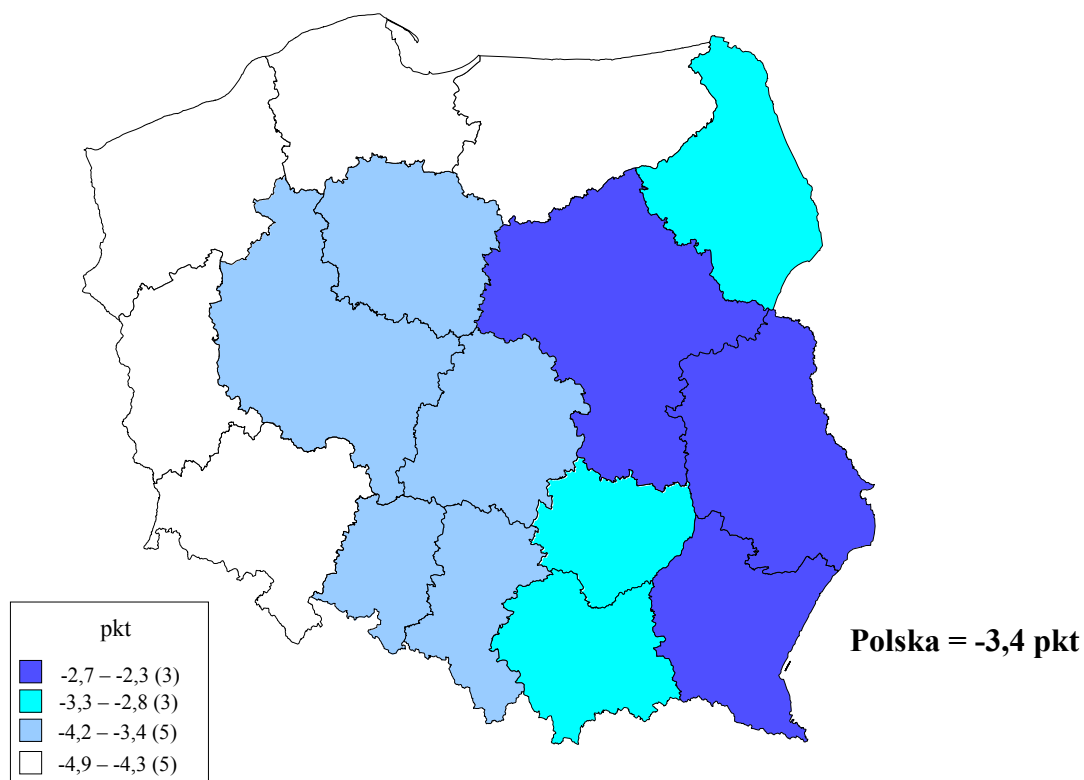 pkt
-2,7 – -2,3 (3)
-3,3 – -2,8 (3)
-4,2 – -3,4 (5)
-4,9 – -4,3 (5)
Polska = -3,4 pkt